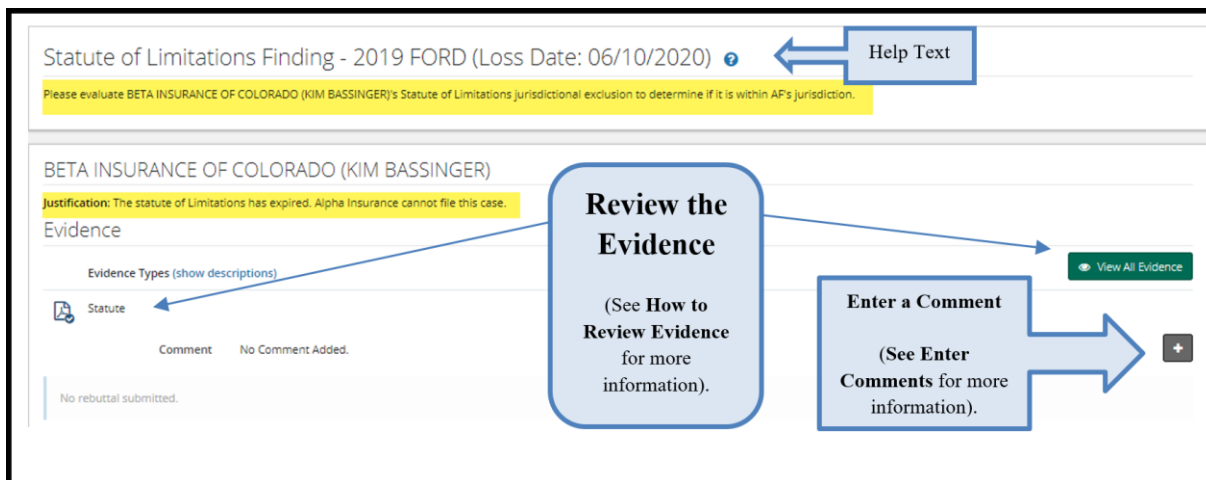 Statute of Limitations Finding - 2019 FORD (Loss Date: 06/10/2020) ?
Help Text
Please evaluate BETA INSURANCE OF COLORADO (KIM BASSINGER)'s Statute of Limitations jurisdictional exclusion to determine if it is within AF's jurisdiction.
BETA INSURANCE OF COLORADO (KIM BASSINGER)
Justification: The statute of Limitations has expired. Alpha Insurance cannot file this case.
Evidence
Evidence Types (show descriptions)
View All Evidence
Statute
Comment No Comment Added.
+
No rebuttal submitted.
Review the
Evidence
(See How to
Review Evidence
for more
information).
Enter a Comment
(See Enter
Comments for more
information).